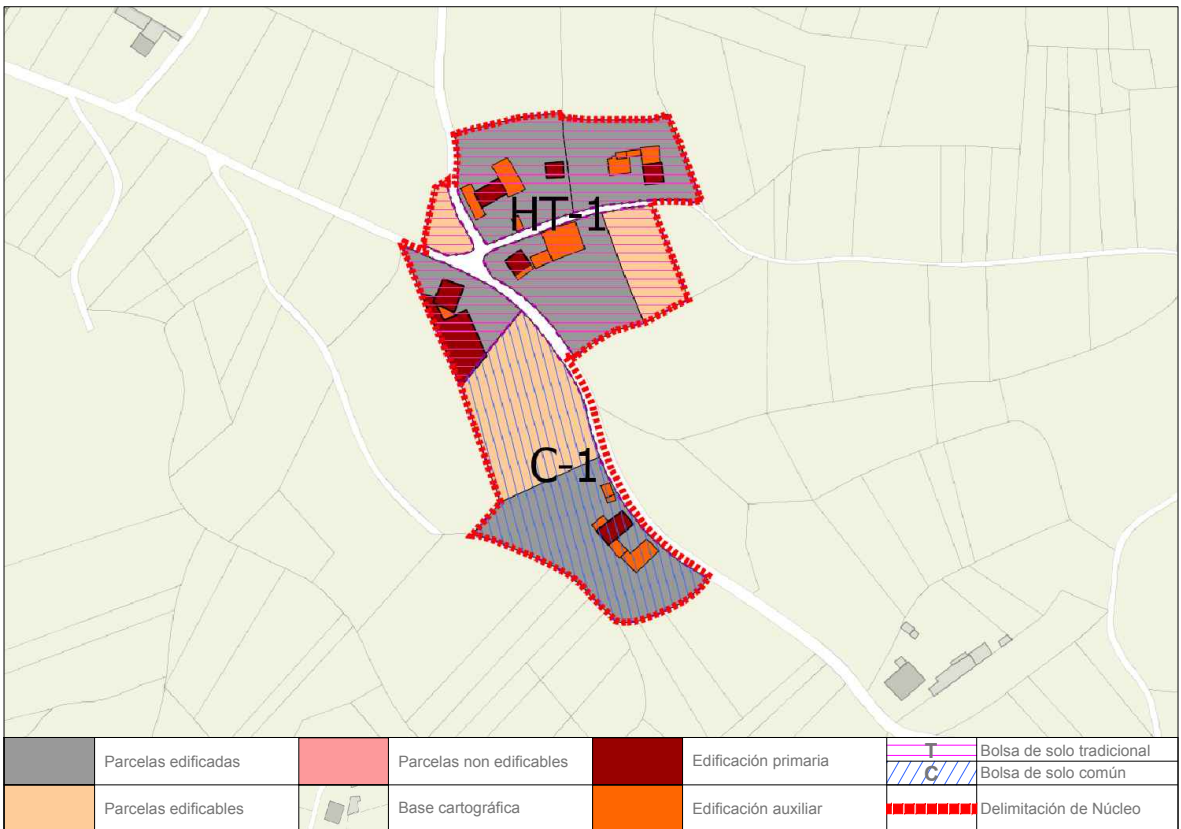 HT-1
C-1
Parcelas edificadas
Parcelas non edificables
Edificación primaria
T
Bolsa de solo tradicional
C
Bolsa de solo común
Parcelas edificables
Base cartográfica
Edificación auxiliar
Delimitación de Núcleo